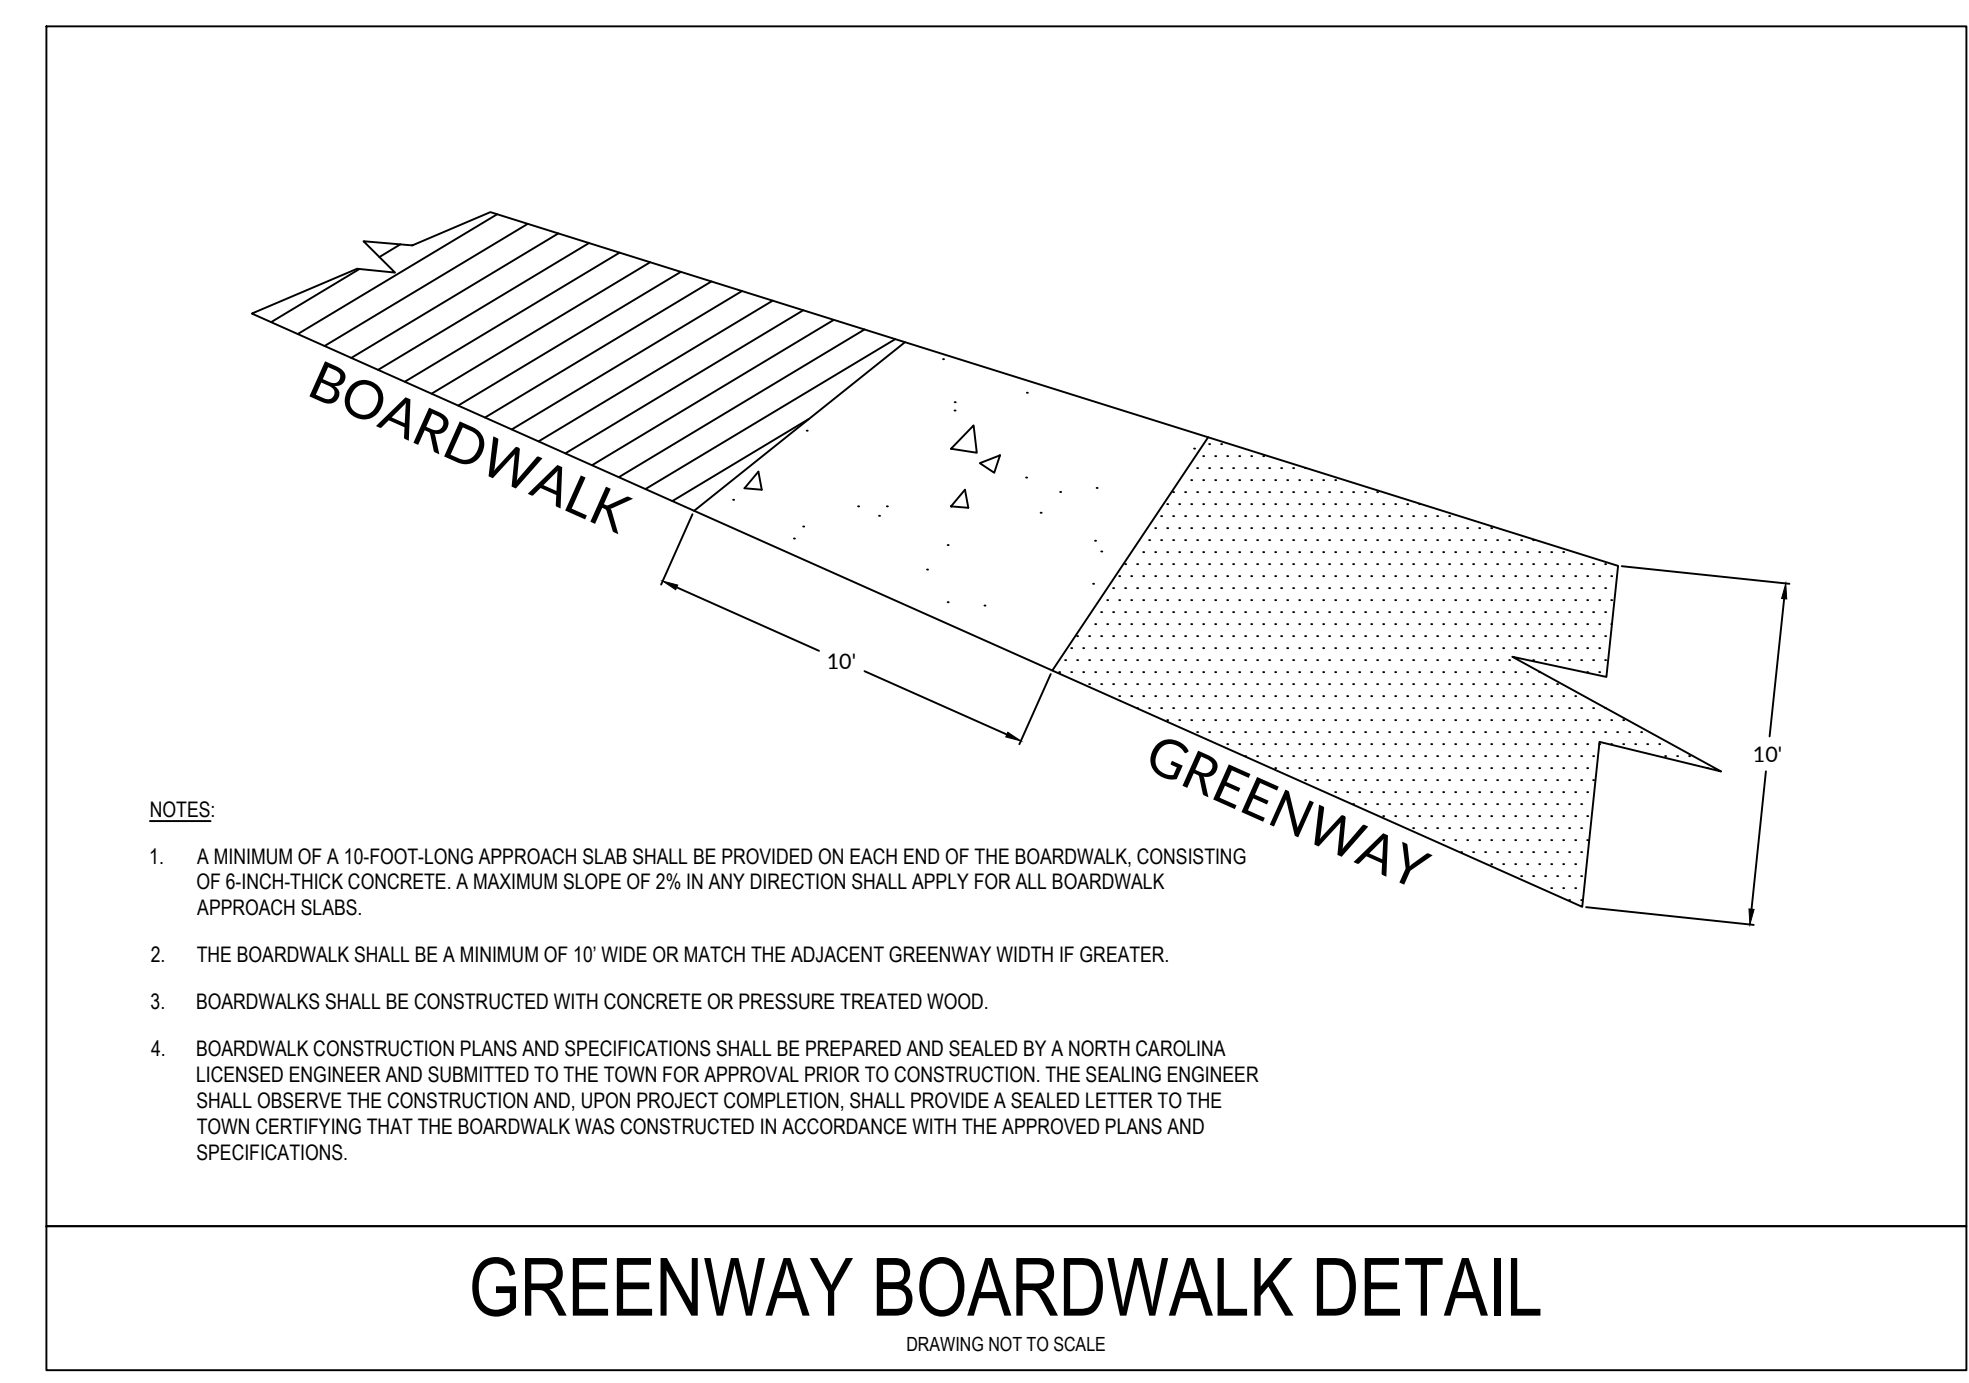 BOARDWALK
10'
GREENWAY
10'
NOTES:
1. A MINIMUM OF A 10-FOOT-LONG APPROACH SLAB SHALL BE PROVIDED ON EACH END OF THE BOARDWALK, CONSISTING
OF 6-INCH-THICK CONCRETE. A MAXIMUM SLOPE OF 2% IN ANY DIRECTION SHALL APPLY FOR ALL BOARDWALK
APPROACH SLABS.
2. THE BOARDWALK SHALL BE A MINIMUM OF 10’ WIDE OR MATCH THE ADJACENT GREENWAY WIDTH IF GREATER.
3. BOARDWALKS SHALL BE CONSTRUCTED WITH CONCRETE OR PRESSURE TREATED WOOD.
4. BOARDWALK CONSTRUCTION PLANS AND SPECIFICATIONS SHALL BE PREPARED AND SEALED BY A NORTH CAROLINA
LICENSED ENGINEER AND SUBMITTED TO THE TOWN FOR APPROVAL PRIOR TO CONSTRUCTION. THE SEALING ENGINEER
SHALL OBSERVE THE CONSTRUCTION AND, UPON PROJECT COMPLETION, SHALL PROVIDE A SEALED LETTER TO THE
TOWN CERTIFYING THAT THE BOARDWALK WAS CONSTRUCTED IN ACCORDANCE WITH THE APPROVED PLANS AND
SPECIFICATIONS.
GREENWAY BOARDWALK DETAIL
DRAWING NOT TO SCALE